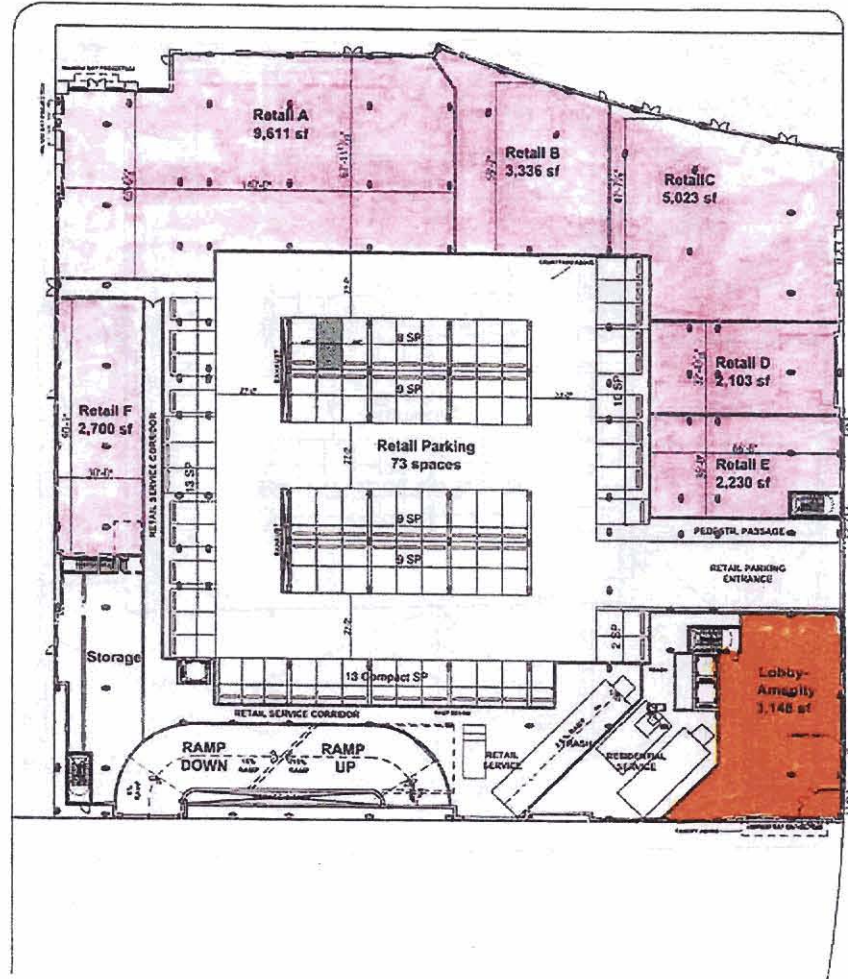 Retail A
9,611 sf
Retail B
3,336 sf
RetailC
5,023 sf
Retail D
2,103 sf
Retail E
2,230 sf
Retail F
2,700 sf
30'-0"
RETAIL SERVICE CORRIDOR
13 SP
8 SP
9 SP
10 SP
Retail Parking
73 spaces
9 SP
9 SP
PEDESTR. PASSAGE
RETAIL PARKING
ENTRANCE
2 SP
Storage
13 Compact SP
RETAIL SERVICE CORRIDOR
RAMP
DOWN
RAMP
UP
RETAIL
SERVICE
TRASH
RESIDENTIAL
SERVICE
Lobby-
Amenity
3,148 sf